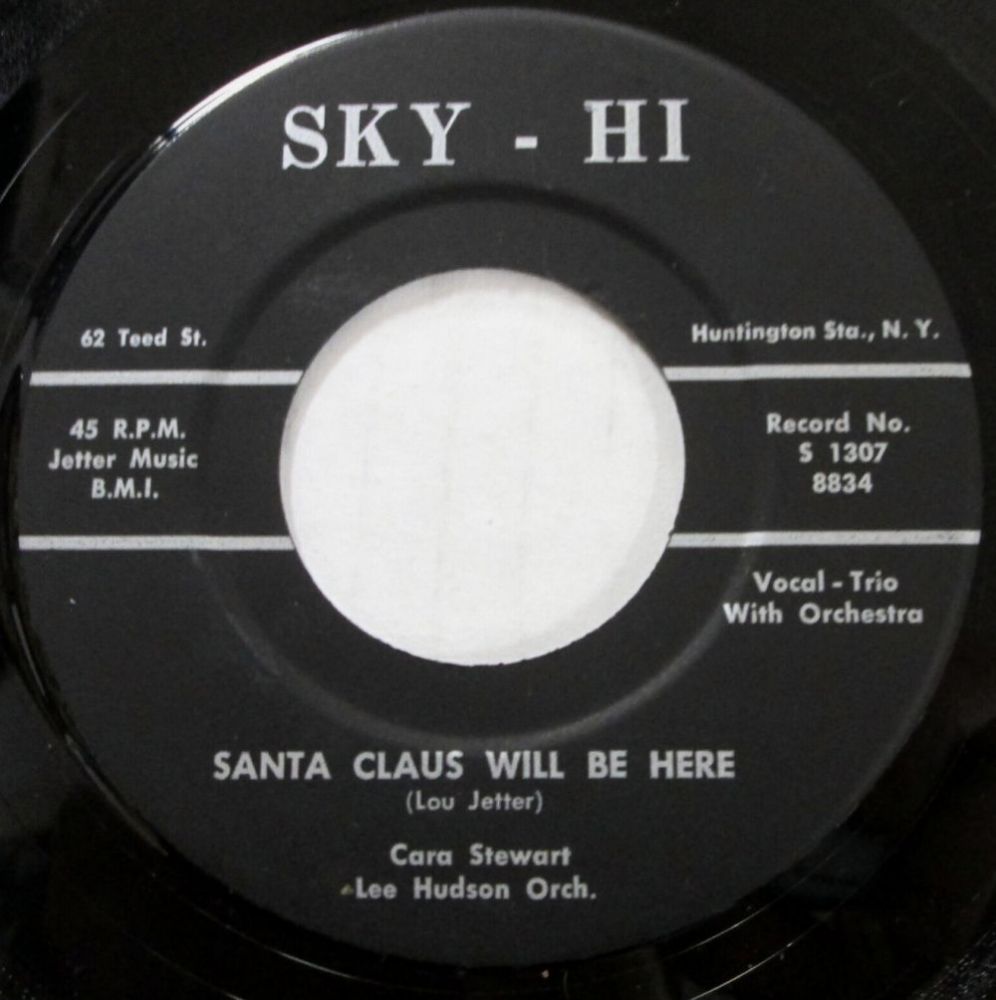 SKY - HI
62 Teed St.
Huntington Sta., N. Y.
45 R.P.M.
Jetter Music
B.M.I.
Record No.
S 1307
8834
Vocal - Trio
With Orchestra
SANTA CLAUS WILL BE HERE
(Lou Jetter)
Cara Stewart
Lee Hudson Orch.